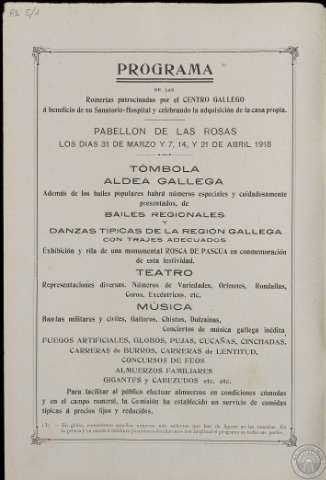 PROGRAMA
DE LAS
Romerías patrocinadas por el CENTRO GALLEGO
á beneficio de su Sanatorio-Hospital y celebrando la adquisición de la casa propia.
PABELLON DE LAS ROSAS
LOS DIAS 31 DE MARZO Y 7, 14, Y 21 DE ABRIL 1918
TÓMBOLA
ALDEA GALLEGA
Además de los bailes populares habrá números especiales y cuidadosamente
presentados, de
BAILES REGIONALES
Y
DANZAS TÍPICAS DE LA REGIÓN GALLEGA
CON TRAJES ADECUADOS
Exhibición y rifa de una monumental ROSCA DE PASCUA en conmemoración
de esta festividad.
TEATRO
Representaciones diversas. Números de Variedades, Orfeones, Rondallas,
Coros, Excéntricos, etc.
MÚSICA
Bandas militares y civiles, Gaiteros, Chistus, Dulzainas,
Conciertos de música gallega inédita
FUEGOS ARTIFICIALES, GLOBOS, PUJAS, CUCAÑAS, CINCHADAS,
CARRERAS de BURROS, CARRERAS de LENTITUD,
CONCURSOS DE FEOS
ALMUERZOS FAMILIARES
GIGANTES y CABEZUDOS etc. etc.
Para facilitar al público efectuar almuerzos en condiciones cómodas
y en el campo romeral, la Comisión ha establecido un servicio de comidas
típicas á precios fijos y reducidos.